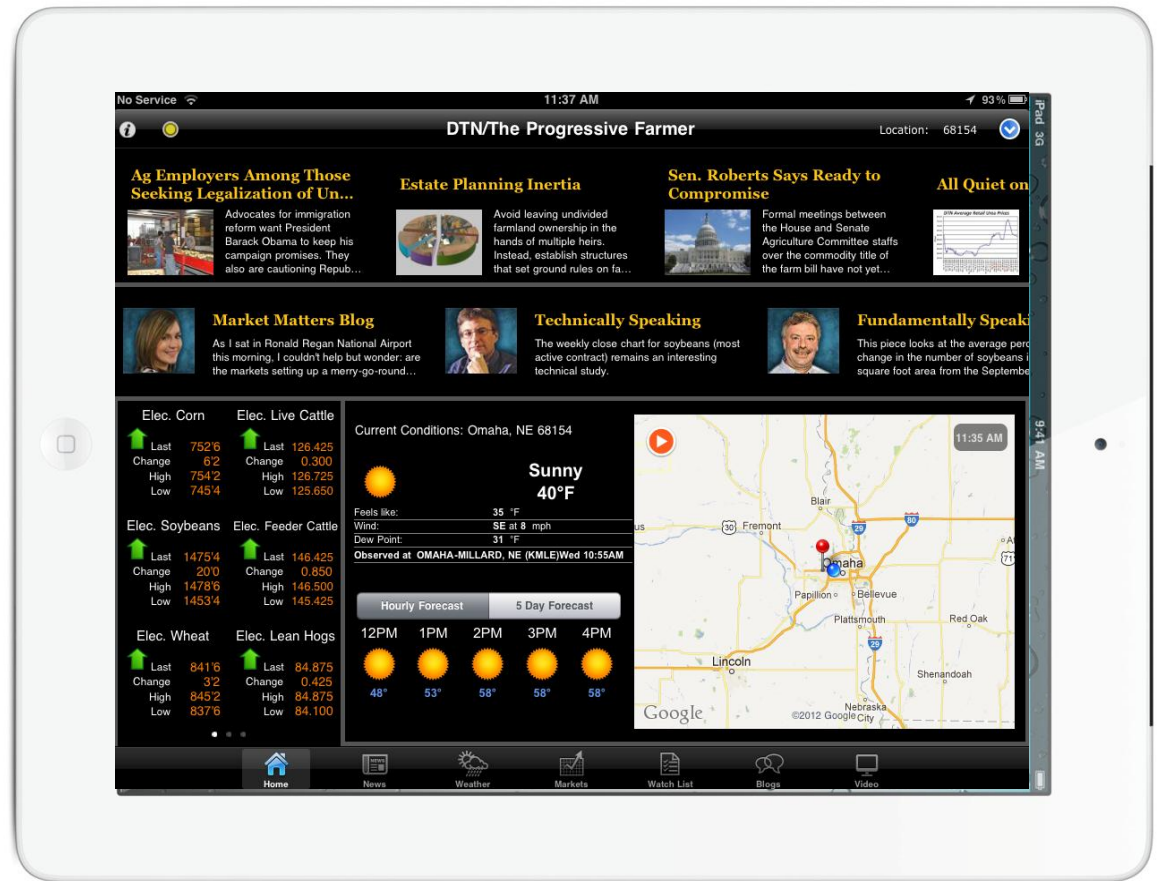 No Service 11:37 AM 93%
DTN/The Progressive Farmer
Location: 68154
Ag Employers Among Those
Seeking Legalization of Un...
Advocates for immigration
reform want President
Barack Obama to keep his
campaign promises. They
also are cautioning Repub...
Estate Planning Inertia
Avoid leaving undivided
farmland ownership in the
hands of multiple heirs.
Instead, establish structures
that set ground rules on fa...
Sen. Roberts Says Ready to
Compromise
Formal meetings between
the House and Senate
Agriculture Committee staffs
over the commodity title of
the farm bill have not yet...
All Quiet on
DTN Average Retail Urea Prices
Market Matters Blog
As I sat in Ronald Regan National Airport
this morning, I couldn't help but wonder: are
the markets setting up a merry-go-round...
Technically Speaking
The weekly close chart for soybeans (most
active contract) remains an interesting
technical study.
Fundamentally Speaki
This piece looks at the average perc
change in the number of soybeans i
square foot area from the Septembe
Elec. Corn
Last 752'6
Change 6'2
High 754'2
Low 745'4
Elec. Live Cattle
Last 126.425
Change 0.300
High 126.725
Low 125.650
Elec. Soybeans
Last 1475'4
Change 20'0
High 1478'6
Low 1453'4
Elec. Feeder Cattle
Last 146.425
Change 0.850
High 146.500
Low 145.425
Elec. Wheat
Last 841'6
Change 3'2
High 845'2
Low 837'6
Elec. Lean Hogs
Last 84.875
Change 0.425
High 84.875
Low 84.100
Current Conditions: Omaha, NE 68154
Sunny
40°F
Feels like: 35 °F
Wind: SE at 8 mph
Dew Point: 31 °F
Observed at OMAHA-MILLARD, NE (KMLE)Wed 10:55AM
Hourly Forecast 5 Day Forecast
12PM 1PM 2PM 3PM 4PM
48° 53° 58° 58° 58°
11:35 AM
Blair
us 30 Fremont 29 80
71
Omaha
Papillion Bellevue
Plattsmouth
Red Oak
29
Lincoln
Shenandoah
Nebraska
City
Google
©2012 Google
Home News Weather Markets Watch List Blogs Video
iPad 3G
9:41 AM